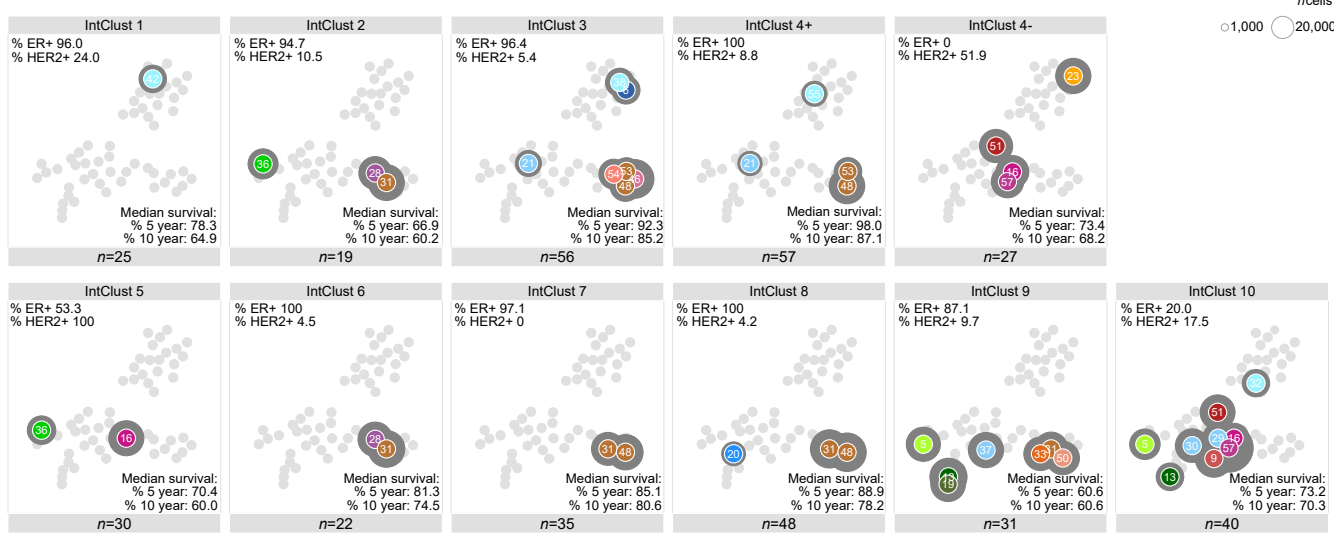 ncells
1,000 20,000
IntClust 1
% ER+ 96.0
% HER2+ 24.0
42
Median survival:
% 5 year: 78.3
% 10 year: 64.9
n=25
IntClust 2
% ER+ 94.7
% HER2+ 10.5
36
28
31
Median survival:
% 5 year: 66.9
% 10 year: 60.2
n=19
IntClust 3
% ER+ 96.4
% HER2+ 5.4
21
54
53
48
Median survival:
% 5 year: 92.3
% 10 year: 85.2
n=56
IntClust 4+
% ER+ 100
% HER2+ 8.8
21
53
48
Median survival:
% 5 year: 98.0
% 10 year: 87.1
n=57
IntClust 4-
% ER+ 0
% HER2+ 51.9
23
51
16
57
Median survival:
% 5 year: 73.4
% 10 year: 68.2
n=27
IntClust 5
% ER+ 53.3
% HER2+ 100
36
16
Median survival:
% 5 year: 70.4
% 10 year: 60.0
n=30
IntClust 6
% ER+ 100
% HER2+ 4.5
28
31
Median survival:
% 5 year: 81.3
% 10 year: 74.5
n=22
IntClust 7
% ER+ 97.1
% HER2+ 0
31
48
Median survival:
% 5 year: 85.1
% 10 year: 80.6
n=35
IntClust 8
% ER+ 100
% HER2+ 4.2
20
31
48
Median survival:
% 5 year: 88.9
% 10 year: 78.2
n=48
IntClust 9
% ER+ 87.1
% HER2+ 9.7
5
37
33
50
19
Median survival:
% 5 year: 60.6
% 10 year: 60.6
n=31
IntClust 10
% ER+ 20.0
% HER2+ 17.5
32
51
5
30
29
16
57
9
13
Median survival:
% 5 year: 73.2
% 10 year: 70.3
n=40